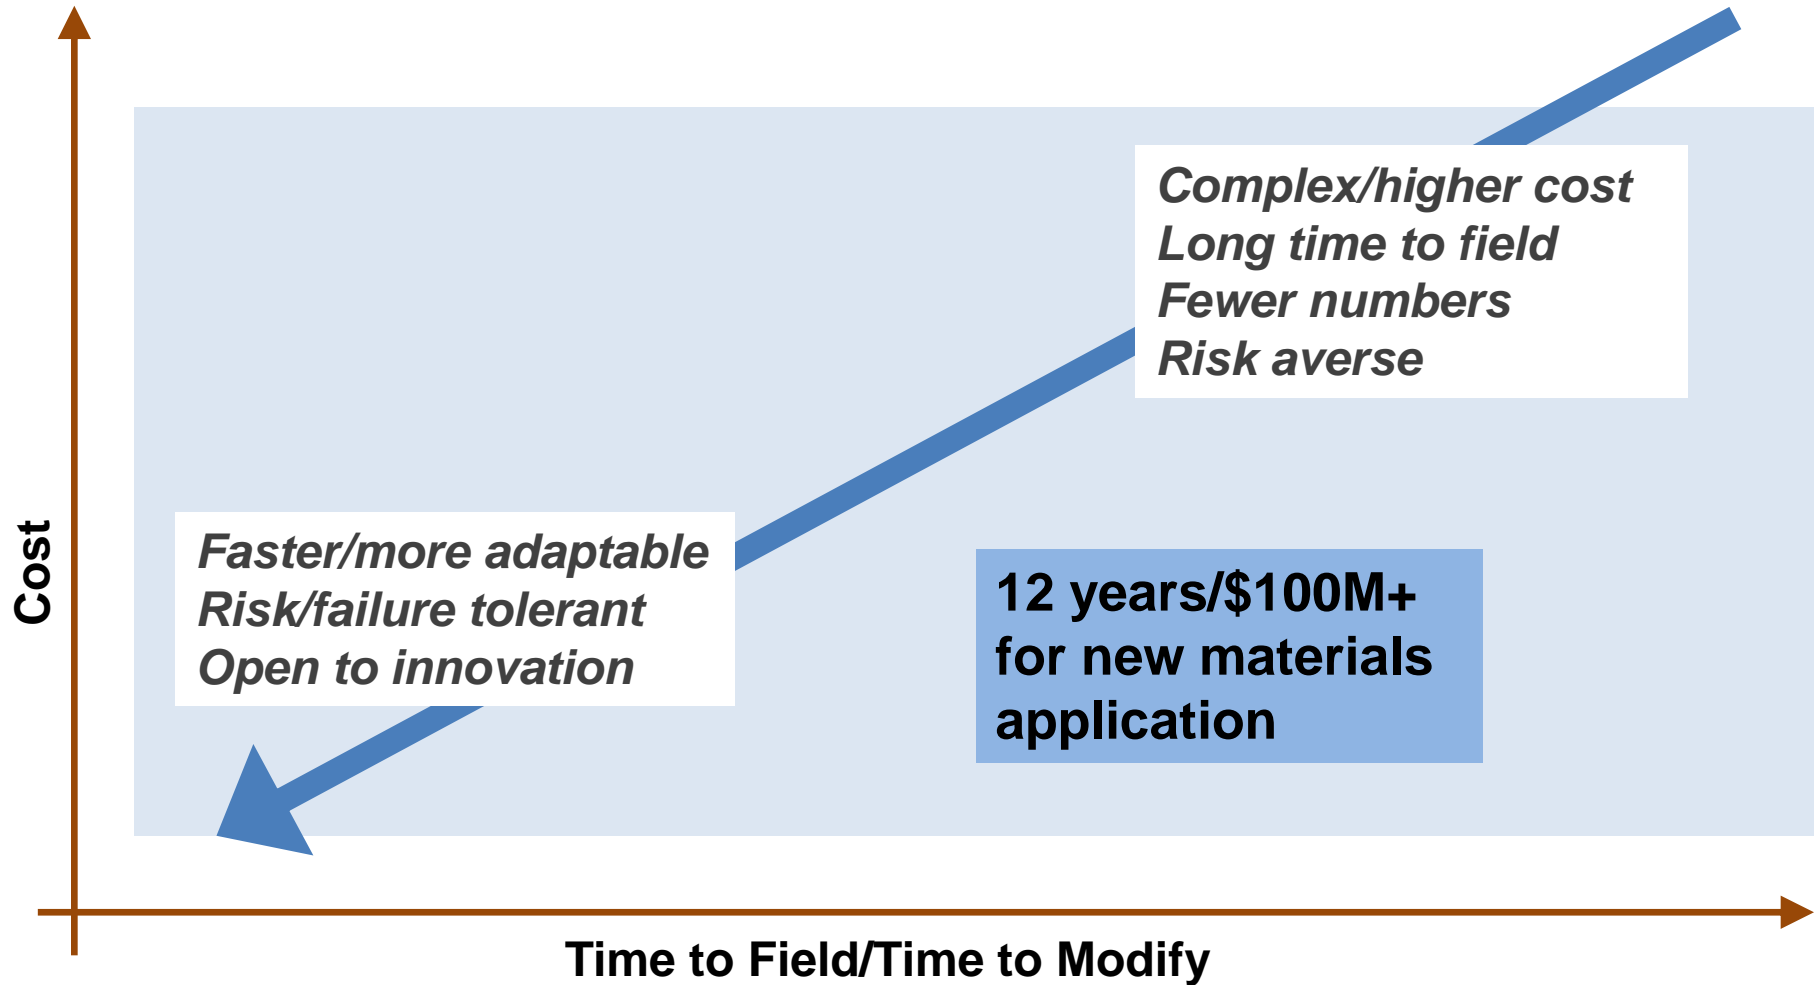 Complex/higher cost
Long time to field
Fewer numbers
Risk averse
Cost
Faster/more adaptable
Risk/failure tolerant
Open to innovation
12 years/$100M+
for new materials
application
Time to Field/Time to Modify